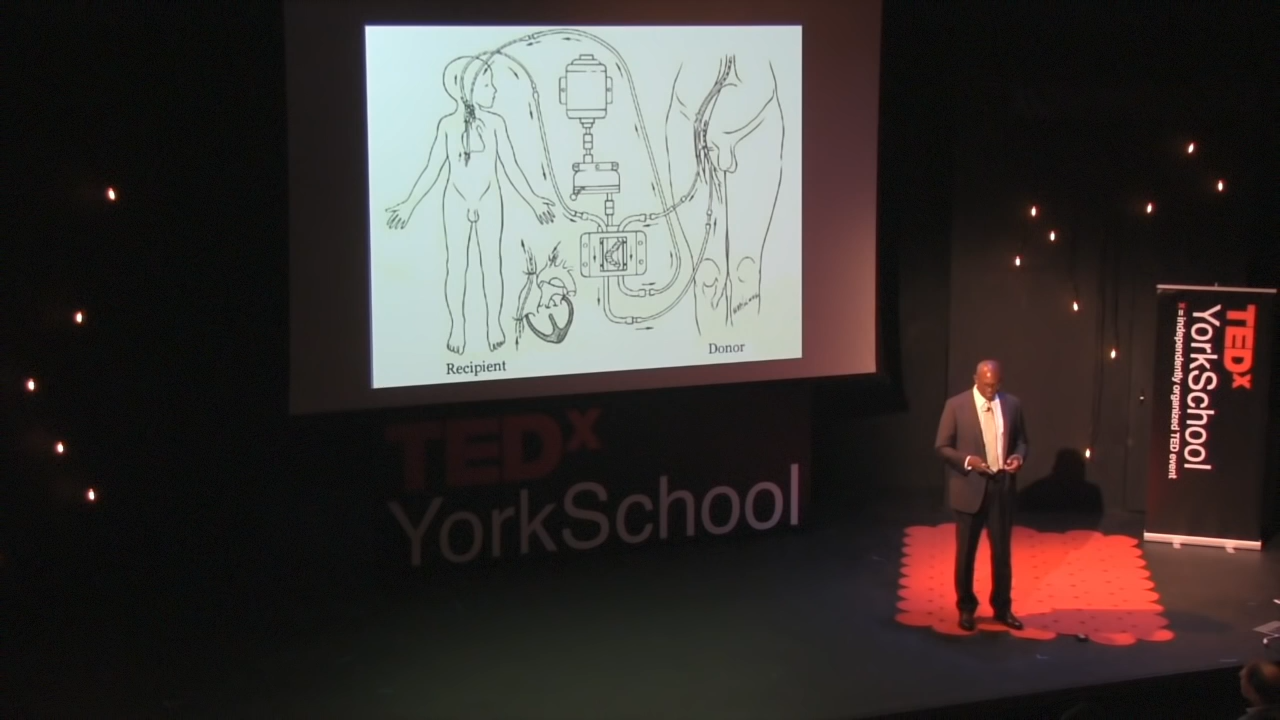 Recipient
Donor
TEDx
YorkSchool
TEDx
YorkSchool
x = independently organized TED event